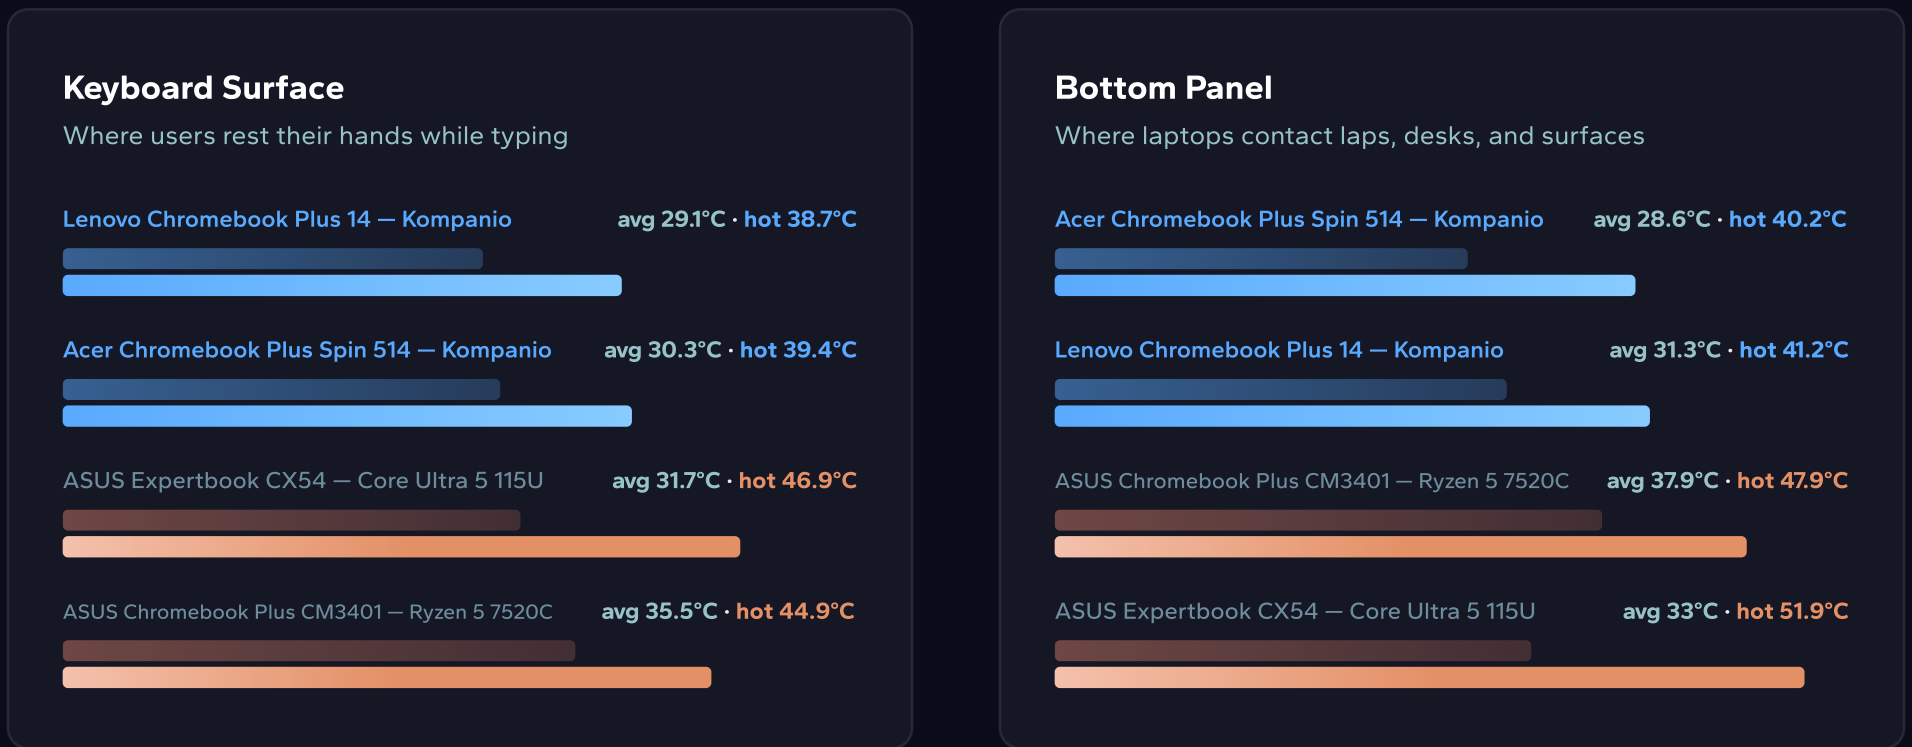 Keyboard Surface
Where users rest their hands while typing
Lenovo Chromebook Plus 14 — Kompanio avg 29.1°C · hot 38.7°C
Acer Chromebook Plus Spin 514 — Kompanio avg 30.3°C · hot 39.4°C
ASUS Expertbook CX54 — Core Ultra 5 115U avg 31.7°C · hot 46.9°C
ASUS Chromebook Plus CM3401 — Ryzen 5 7520C avg 35.5°C · hot 44.9°C
Bottom Panel
Where laptops contact laps, desks, and surfaces
Acer Chromebook Plus Spin 514 — Kompanio avg 28.6°C · hot 40.2°C
Lenovo Chromebook Plus 14 — Kompanio avg 31.3°C · hot 41.2°C
ASUS Chromebook Plus CM3401 — Ryzen 5 7520C avg 37.9°C · hot 47.9°C
ASUS Expertbook CX54 — Core Ultra 5 115U avg 33°C · hot 51.9°C